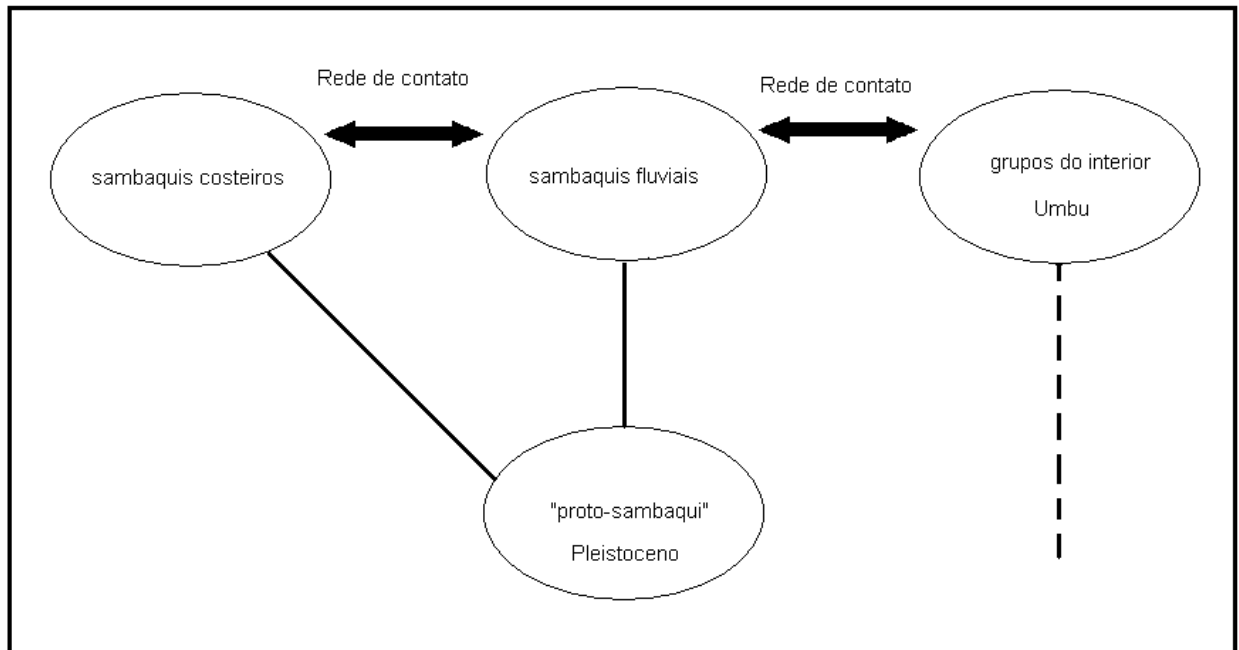 Rede de contato
Rede de contato
sambaquis costeiros
sambaquis fluviais
grupos do interior
Umbu
"proto-sambaqui"
Pleistoceno